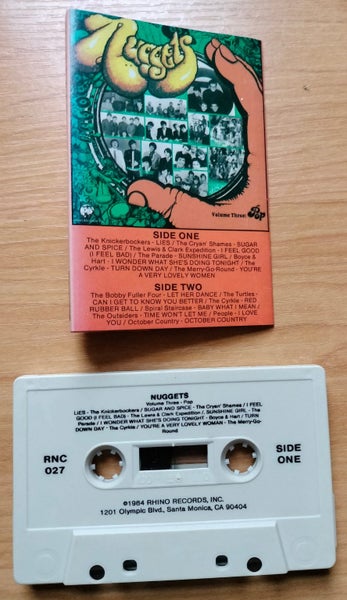 Nuggets
Volume Three: Pop
SIDE ONE
The Knickerbockers - LIES / The Cryan' Shames - SUGAR
AND SPICE / The Lewis & Clark Expedition - I FEEL GOOD
(I FEEL BAD) / The Parade - SUNSHINE GIRL / Boyce &
Hart - I WONDER WHAT SHE'S DOING TONIGHT / The
Cyrkle - TURN DOWN DAY / The Merry-Go-Round - YOU'RE
A VERY LOVELY WOMEN
SIDE TWO
The Bobby Fuller Four - LET HER DANCE / The Turtles -
CAN I GET TO KNOW YOU BETTER / The Cyrkle - RED
RUBBER BALL / Spiral Staircase - BABY WHAT I MEAN /
The Outsiders - TIME WON'T LET ME / People - I LOVE
YOU / October Country - OCTOBER COUNTRY
NUGGETS
Volume Three - Pop
LIES - The Knickerbockers / SUGAR AND SPICE - The Cryan' Shames / I FEEL
GOOD (I FEEL BAD) - The Lewis & Clark Expedition / SUNSHINE GIRL - The
Parade / I WONDER WHAT SHE'S DOING TONIGHT - Boyce & Hart / TURN
DOWN DAY - The Cyrkle / YOU'RE A VERY LOVELY WOMAN - The Merry-Go-
Round
RNC
027
SIDE
ONE
©1984 RHINO RECORDS, INC.
1201 Olympic Blvd., Santa Monica, CA 90404